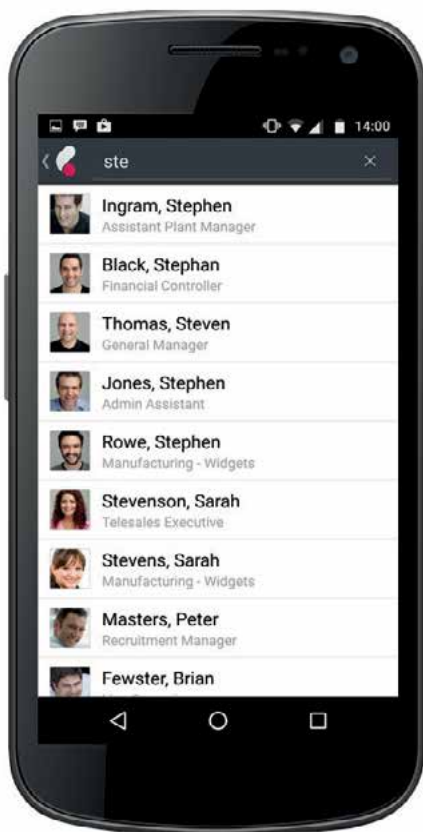 14:00
ste
Ingram, Stephen
Assistant Plant Manager
Black, Stephan
Financial Controller
Thomas, Steven
General Manager
Jones, Stephen
Admin Assistant
Rowe, Stephen
Manufacturing - Widgets
Stevenson, Sarah
Telesales Executive
Stevens, Sarah
Manufacturing - Widgets
Masters, Peter
Recruitment Manager
Fewster, Brian